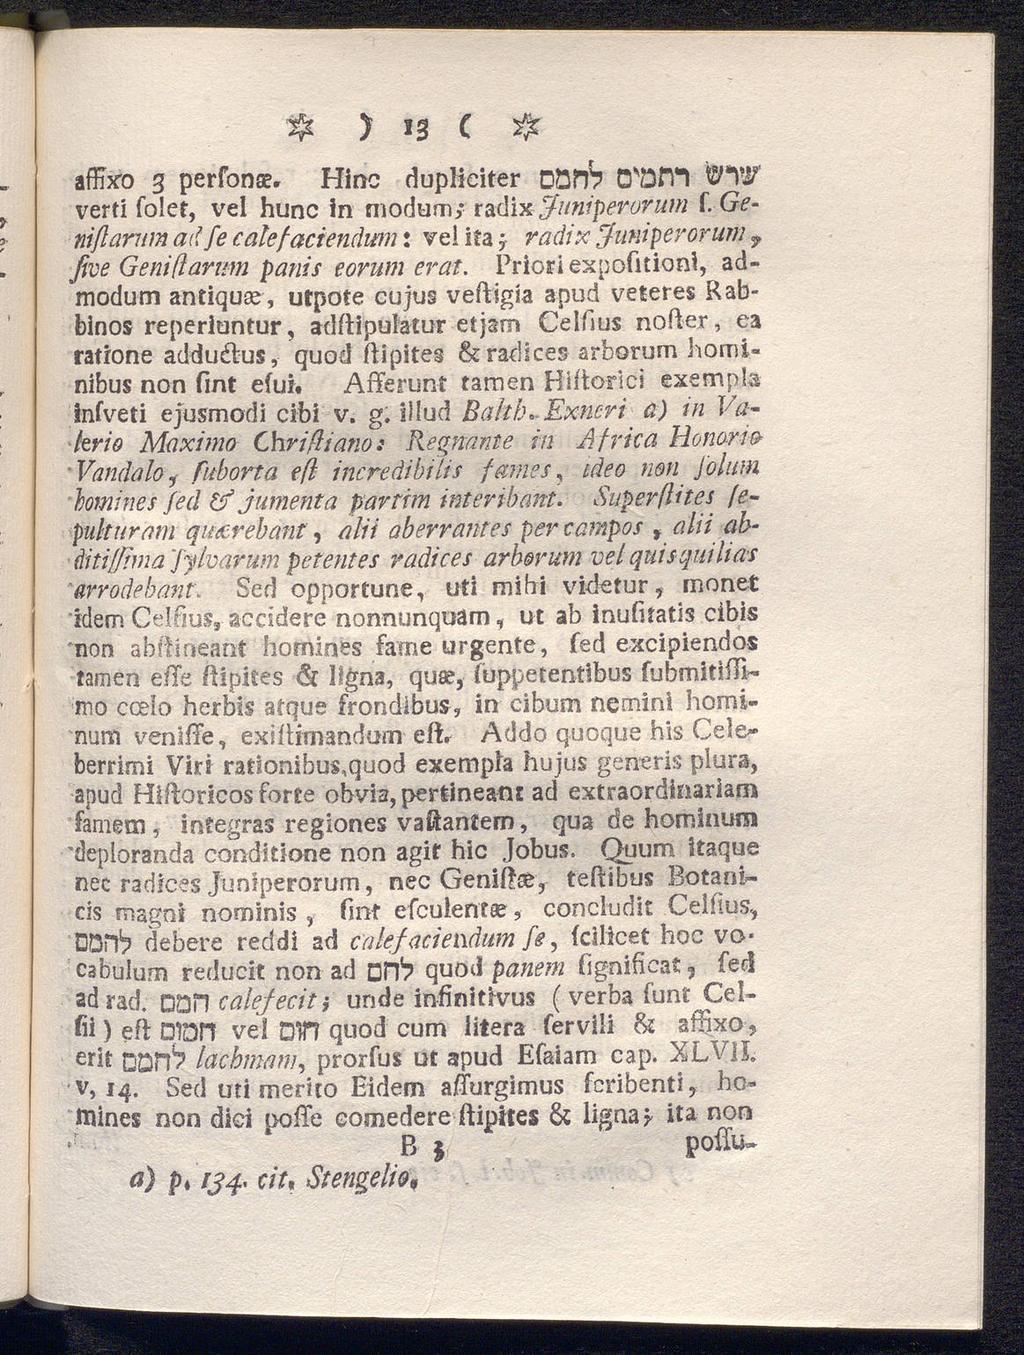 ✡ ) 13 ( ✡
affixo 3 perſonæ. Hinc dupliciter שרש רתמים לחמם
verti ſolet, vel hunc in modum; radix Juniperorum ſ. Ge-
niſtarum ad ſe calefaciendum: vel ita; radix Juniperorum,
ſive Geniſtarum panis eorum erat. Priori expoſitioni, ad-
modum antiquæ, utpote cujus veſtigia apud veteres Rab-
binos reperiuntur, adſtipulatur etjam Celſius noſter, ea
ratione adductus, quod ſtipites & radices arborum homi-
nibus non ſint eſui. Afferunt tamen Hiſtorici exempla
inſveti ejusmodi cibi v. g. illud Balth. Exneri a) in Va-
lerio Maximo Chriſtiano: Regnante in Africa Honorio
Vandalo, ſuborta eſt incredibilis fames, ideo non ſolum
homines ſed & jumenta partim interibant. Superſtites ſe-
pulturam quærebant, alii aberrantes per campos, alii ab-
ditiſſima ſylvarum petentes radices arborum vel quisquilias
arrodebant. Sed opportune, uti mihi videtur, monet
idem Celſius, accidere nonnunquam, ut ab inuſitatis cibis
non abſtineant homines fame urgente, ſed excipiendos
tamen eſſe ſtipites & ligna, quæ, ſuppetentibus ſubmitiſſi-
mo cœlo herbis atque frondibus, in cibum nemini homi-
num veniſſe, exiſtimandum eſt. Addo quoque his Cele-
berrimi Viri rationibus, quod exempla hujus generis plura,
apud Hiſtoricos forte obvia, pertineant ad extraordinariam
famem, integras regiones vaſtantem, qua de hominum
deploranda conditione non agit hic Jobus. Quum itaque
nec radices Juniperorum, nec Geniſtæ, teſtibus Botani-
cis magni nominis, ſint eſculentæ, concludit Celſius,
לחמם debere reddi ad calefaciendum ſe, ſcilicet hoc vo-
cabulum reducit non ad לחם quod panem ſignificat, ſed
ad rad. חמם calefecit; unde infinitivus (verba ſunt Cel-
ſii) eſt חמום vel חום quod cum litera ſervili & affixo,
erit לחמם lachmam, prorſus ut apud Eſaiam cap. XLVII.
v, 14. Sed uti merito Eidem aſſurgimus ſcribenti, ho-
mines non dici poſſe comedere ſtipites & ligna; ita non
B 3 poſſu-
a) p. 134. cit. Stengelio.